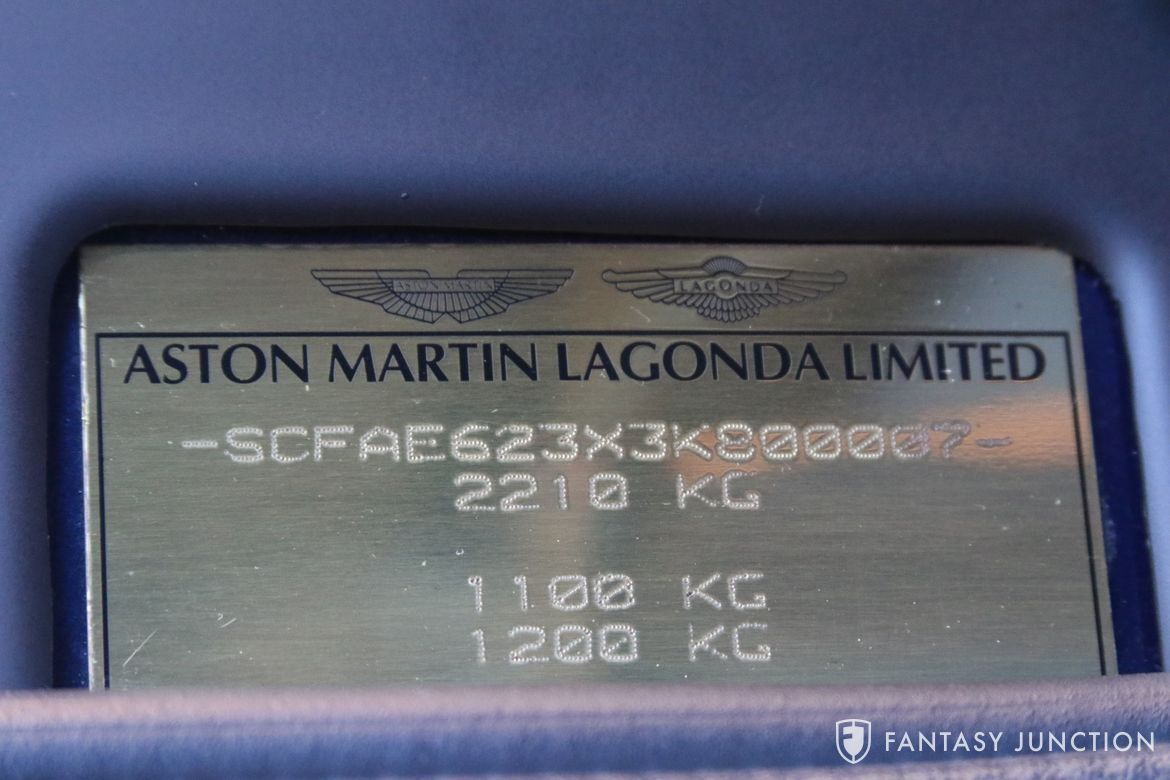 ASTON MARTIN
LAGONDA
ASTON MARTIN LAGONDA LIMITED
-SCFAE623X3K800007-
2210 KG
1100 KG
1200 KG
FANTASY JUNCTION